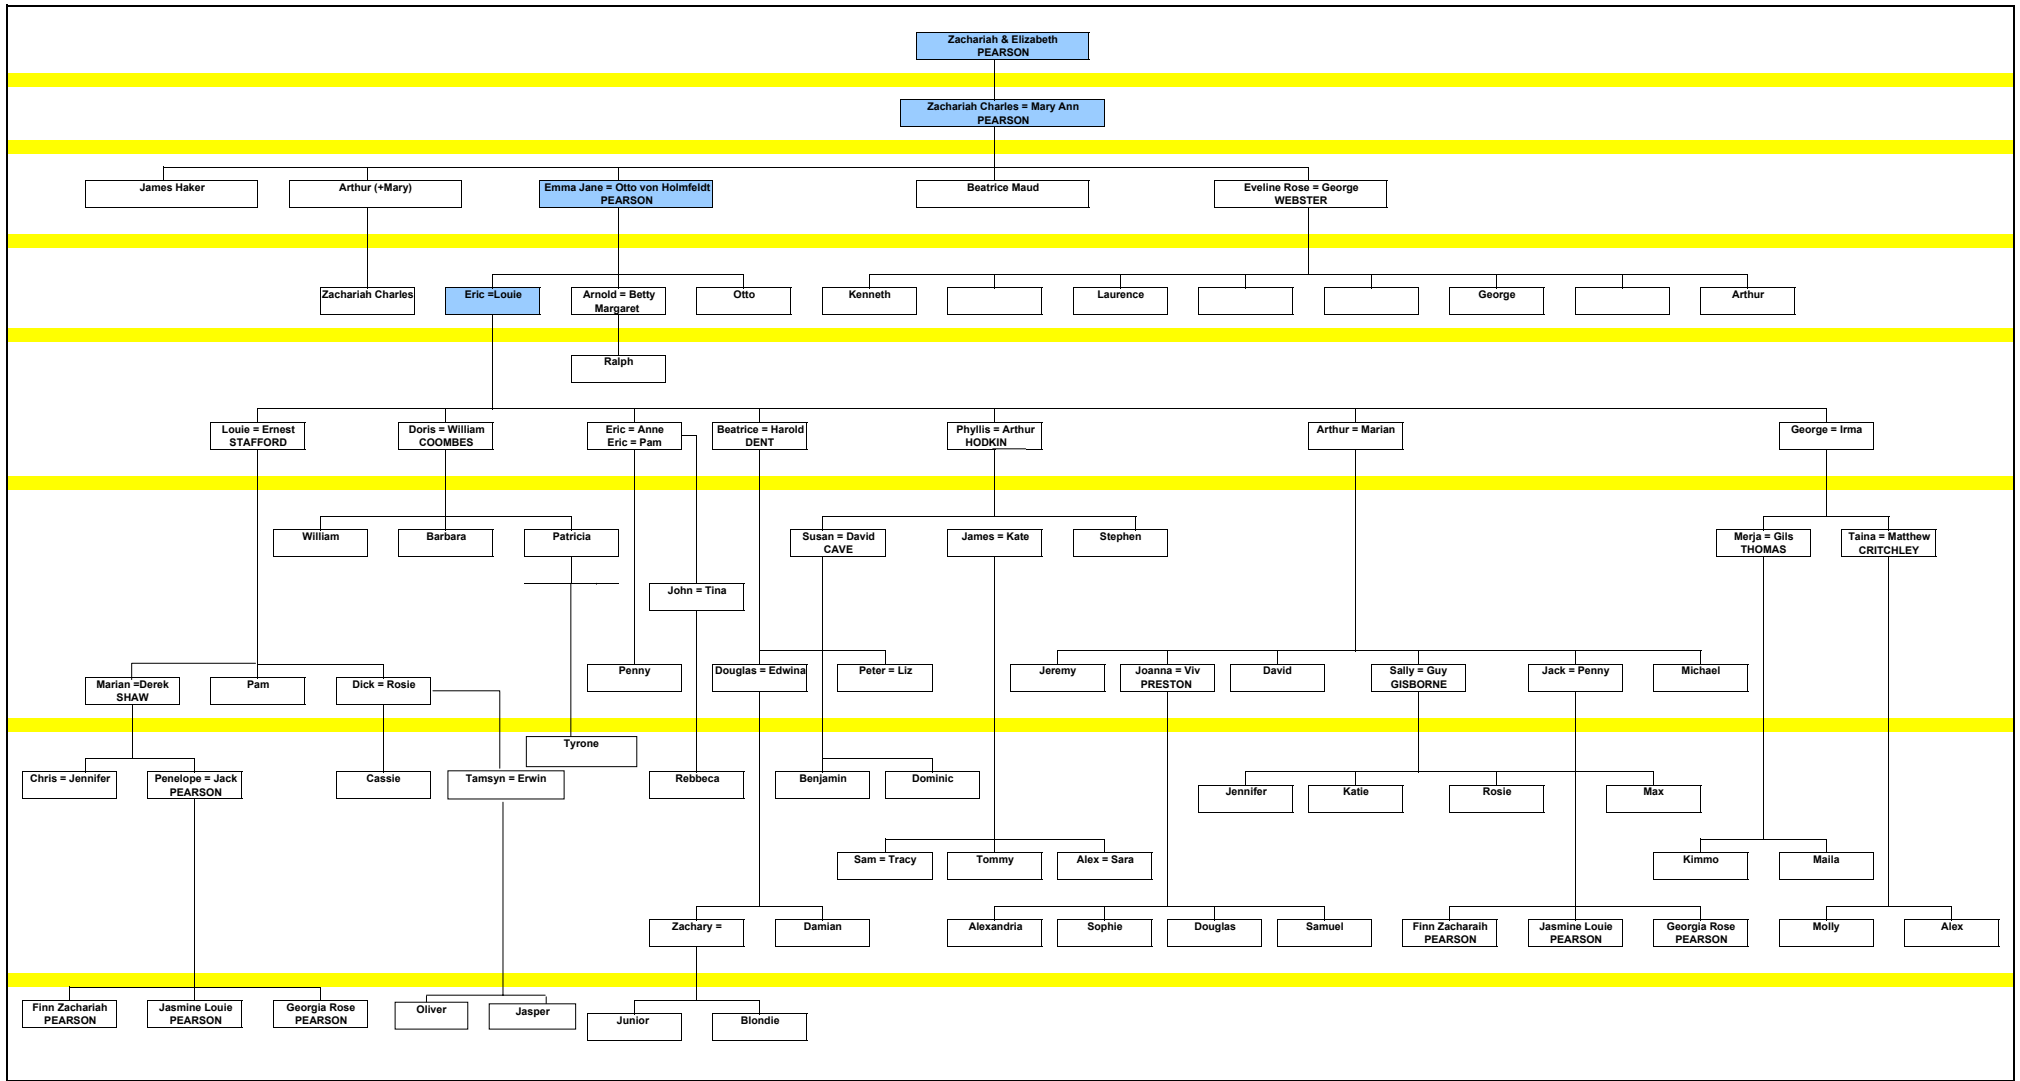 Zachariah & Elizabeth
PEARSON
Zachariah Charles = Mary Ann
PEARSON
James Haker
Arthur (+Mary)
Emma Jane = Otto von Holmfeldt
PEARSON
Beatrice Maud
Eveline Rose = George
WEBSTER
Zachariah Charles
Eric =Louie
Arnold = Betty
Margaret
Otto
Kenneth
Laurence
George
Arthur
Ralph
Louie = Ernest
STAFFORD
Doris = William
COOMBES
Eric = Anne
Eric = Pam
Beatrice = Harold
DENT
Phyllis = Arthur
HODKIN
Arthur = Marian
George = Irma
William
Barbara
Patricia
Susan = David
CAVE
James = Kate
Stephen
Merja = Gils
THOMAS
Taina = Matthew
CRITCHLEY
John = Tina
Marian =Derek
SHAW
Pam
Dick = Rosie
Penny
Douglas = Edwina
Peter = Liz
Jeremy
Joanna = Viv
PRESTON
David
Sally = Guy
GISBORNE
Jack = Penny
Michael
Tyrone
Chris = Jennifer
Penelope = Jack
PEARSON
Cassie
Tamsyn = Erwin
Rebbeca
Benjamin
Dominic
Jennifer
Katie
Rosie
Max
Sam = Tracy
Tommy
Alex = Sara
Kimmo
Maila
Zachary =
Damian
Alexandria
Sophie
Douglas
Samuel
Finn Zacharaih
PEARSON
Jasmine Louie
PEARSON
Georgia Rose
PEARSON
Molly
Alex
Finn Zachariah
PEARSON
Jasmine Louie
PEARSON
Georgia Rose
PEARSON
Oliver
Jasper
Junior
Blondie